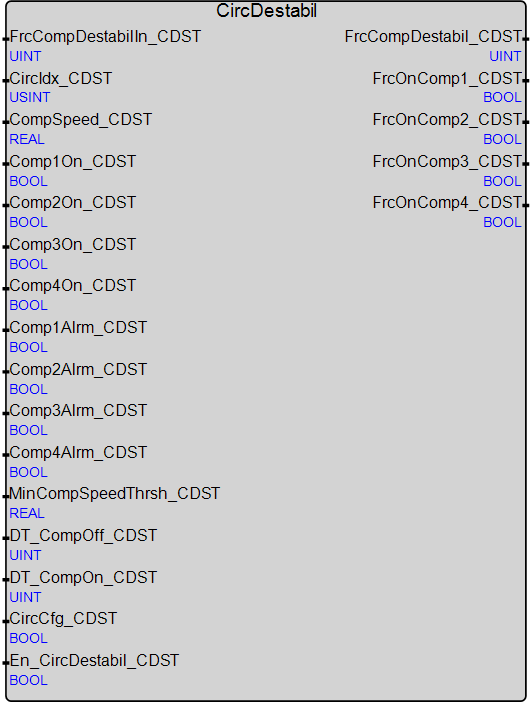 CircDestabil
FrcCompDestabilIn_CDST
UINT
CircIdx_CDST
USINT
CompSpeed_CDST
REAL
Comp1On_CDST
BOOL
Comp2On_CDST
BOOL
Comp3On_CDST
BOOL
Comp4On_CDST
BOOL
Comp1Alrm_CDST
BOOL
Comp2Alrm_CDST
BOOL
Comp3Alrm_CDST
BOOL
Comp4Alrm_CDST
BOOL
MinCompSpeedThrsh_CDST
REAL
DT_CompOff_CDST
UINT
DT_CompOn_CDST
UINT
CircCfg_CDST
BOOL
En_CircDestabil_CDST
BOOL
FrcCompDestabil_CDST
UINT
FrcOnComp1_CDST
BOOL
FrcOnComp2_CDST
BOOL
FrcOnComp3_CDST
BOOL
FrcOnComp4_CDST
BOOL